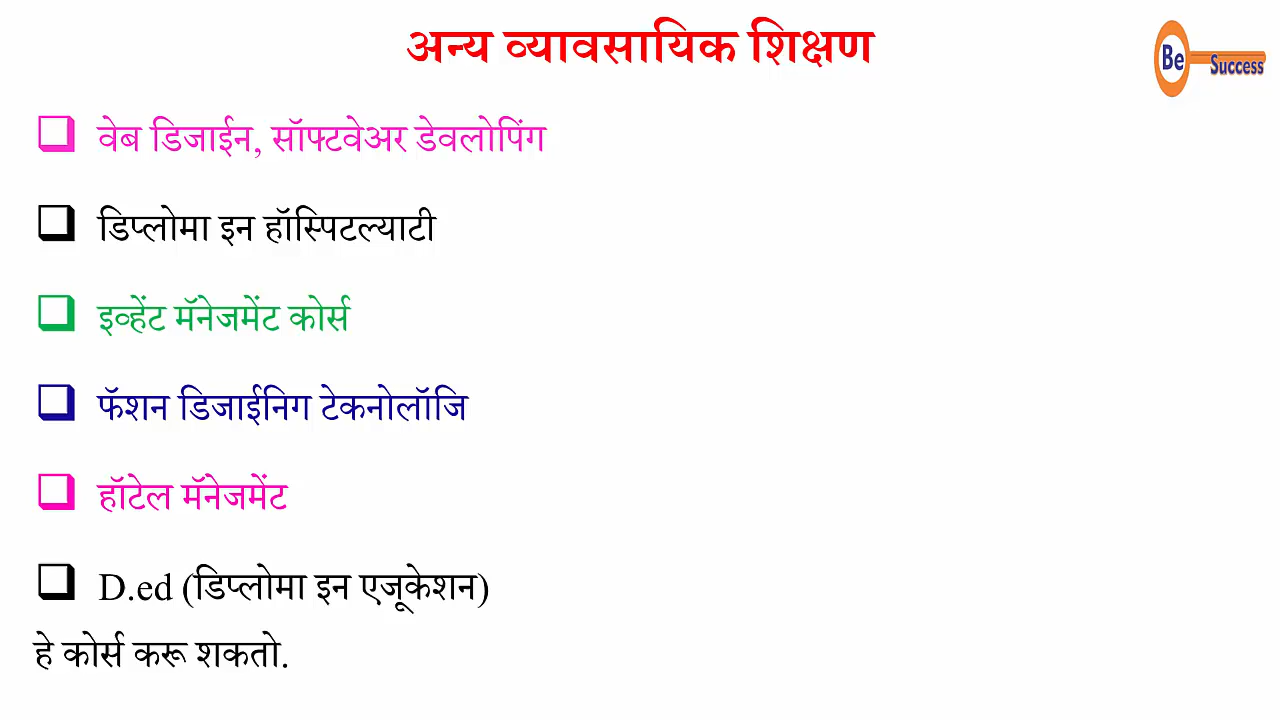 अन्य व्यावसायिक शिक्षण
Be Success
वेब डिजाईन, सॉफ्टवेअर डेवलोपिंग
डिप्लोमा इन हॉस्पिटल्याटी
इव्हेंट मॅनेजमेंट कोर्स
फॅशन डिजाईनिग टेकनोलॉजि
हॉटेल मॅनेजमेंट
D.ed (डिप्लोमा इन एजूकेशन)
हे कोर्स करू शकतो.